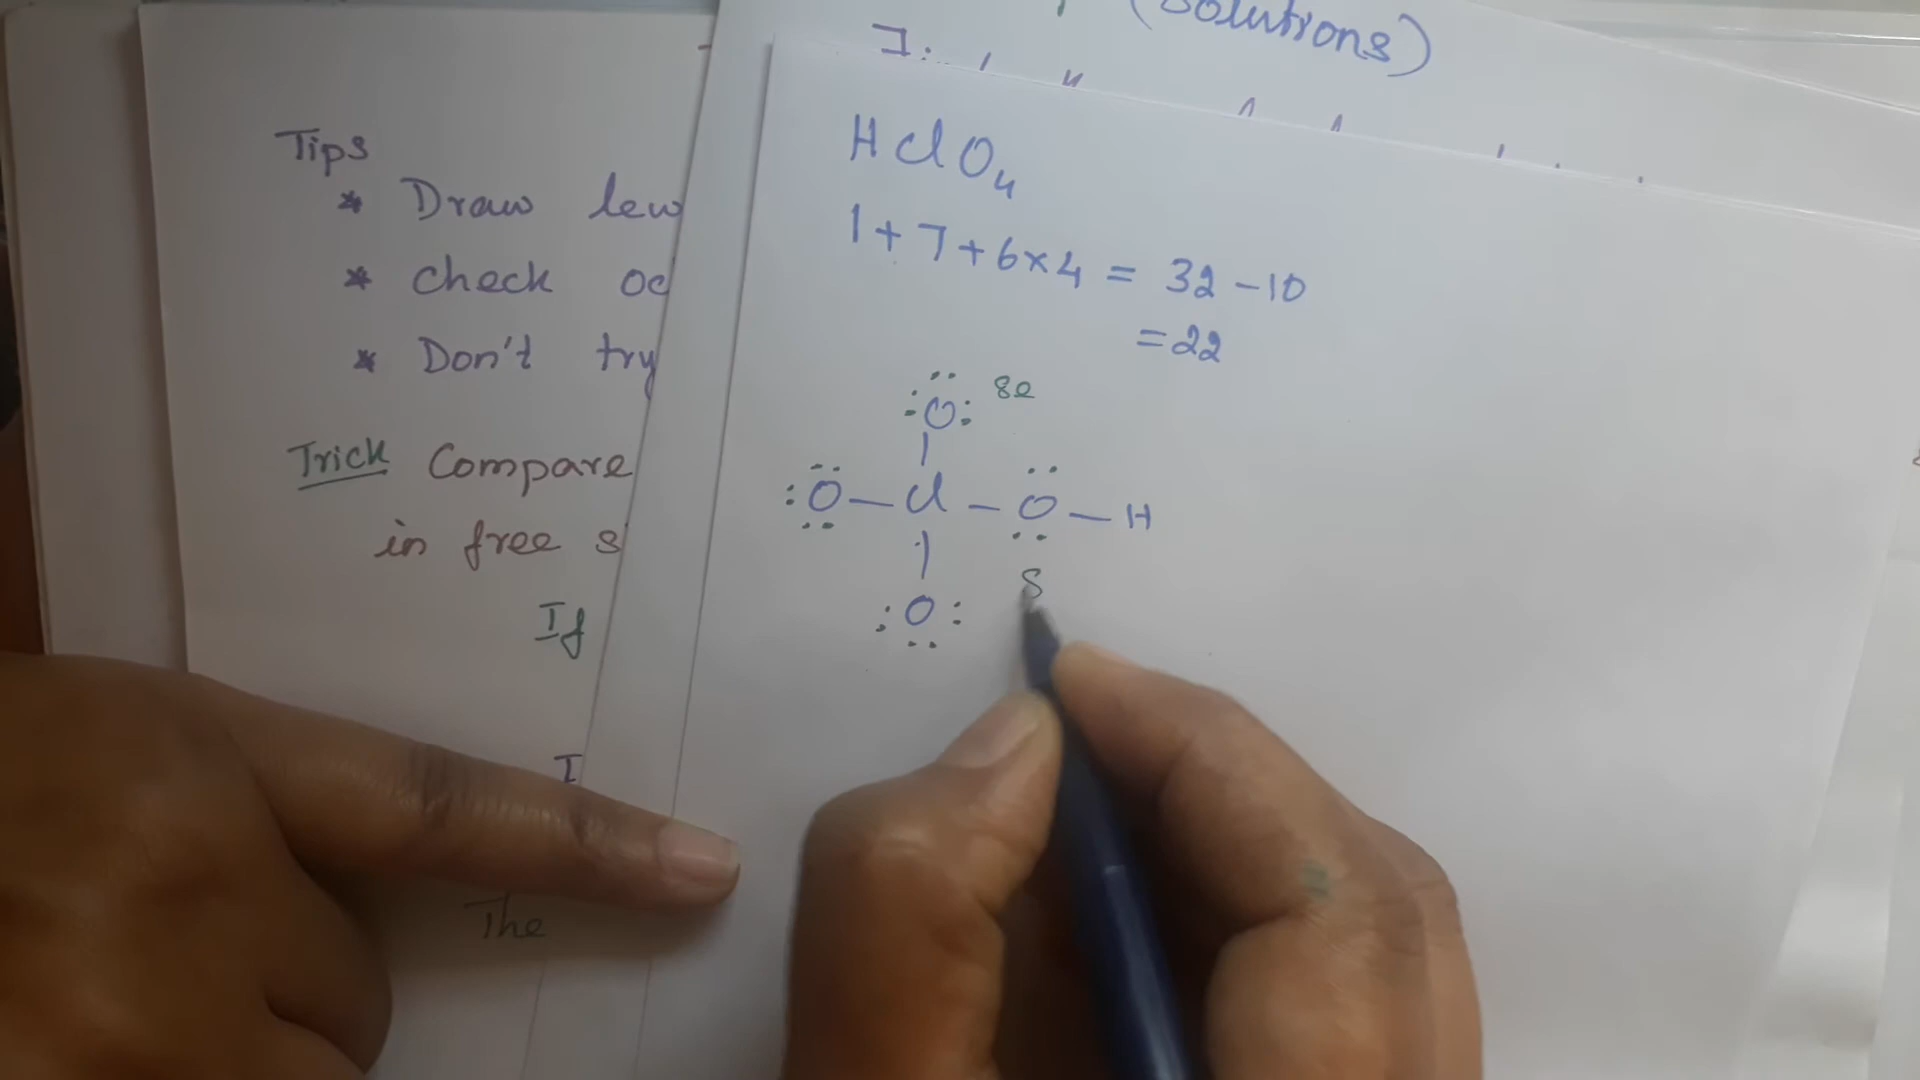 (Solutions)
Tips
* Draw lew
* Check oc
* Don't try
Trick Compare
in free s
If
I
The
HClO4
1+7+6×4 = 32-10
=22
:O: 8e
:O - Cl - O - H
8
:O: